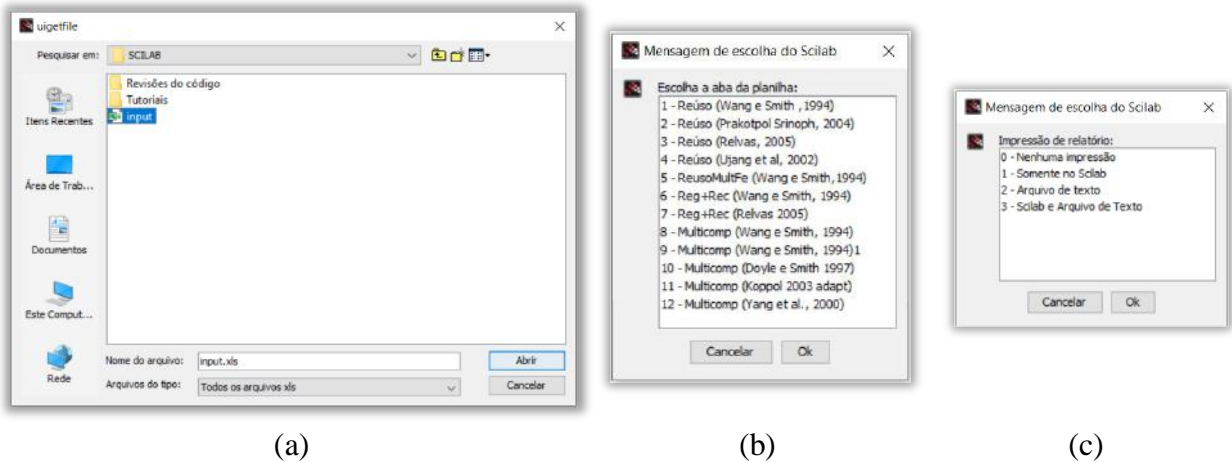 uigetfile
Pesquisar em:
SCILAB
Itens Recentes
Área de Trab...
Documentos
Este Comput...
Rede
Revisões do código
Tutoriais
input
Nome do arquivo:
input.xls
Abrir
Arquivos do tipo:
Todos os arquivos xls
Cancelar
(a)
Mensagem de escolha do Scilab
Escolha a aba da planilha:
1 - Reúso (Wang e Smith ,1994)
2 - Reúso (Prakotpol Srinoph, 2004)
3 - Reúso (Relvas, 2005)
4 - Reúso (Ujang et al, 2002)
5 - ReusoMultFe (Wang e Smith,1994)
6 - Reg+Rec (Wang e Smith, 1994)
7 - Reg+Rec (Relvas 2005)
8 - Multicomp (Wang e Smith, 1994)
9 - Multicomp (Wang e Smith, 1994)1
10 - Multicomp (Doyle e Smith 1997)
11 - Multicomp (Koppol 2003 adapt)
12 - Multicomp (Yang et al., 2000)
Cancelar
Ok
(b)
Mensagem de escolha do Scilab
Impressão de relatório:
0 - Nenhuma impressão
1 - Somente no Scilab
2 - Arquivo de texto
3 - Scilab e Arquivo de Texto
Cancelar
Ok
(c)